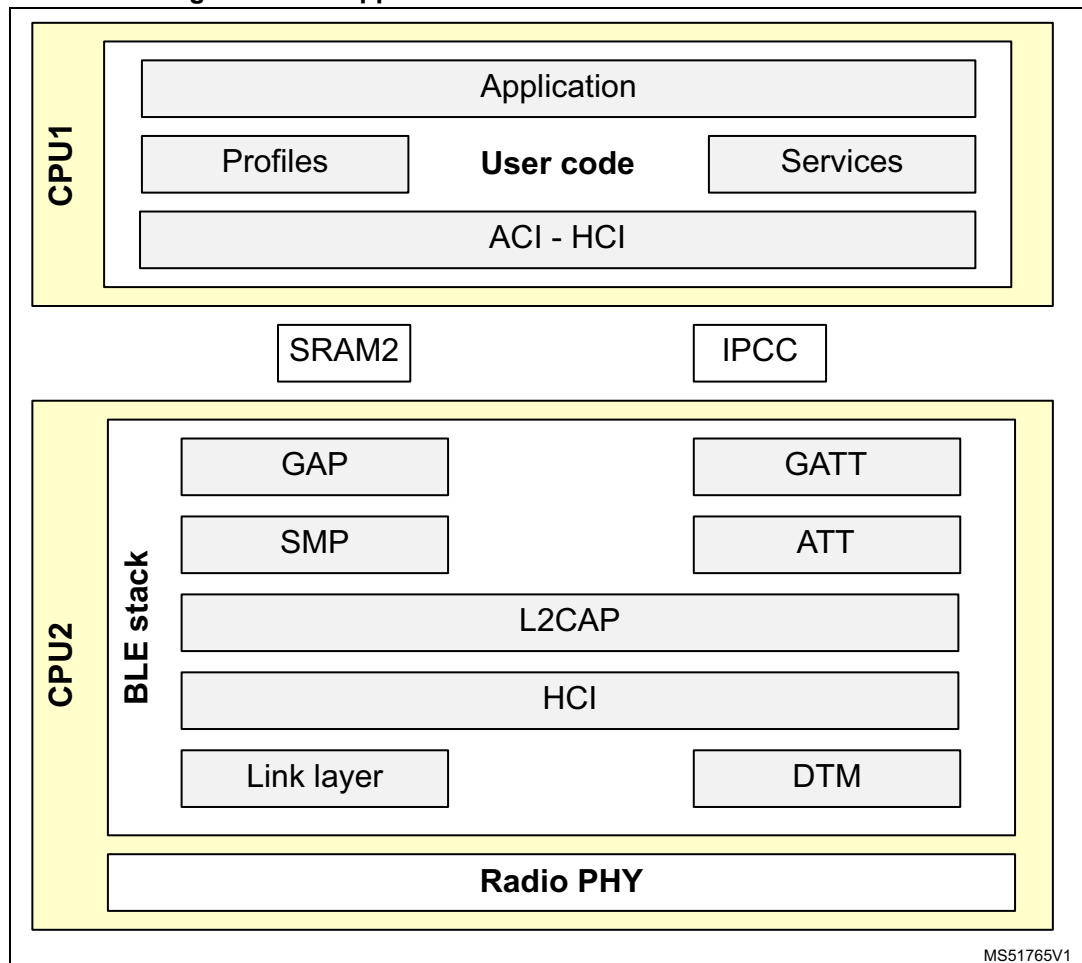 CPU1
Application
Profiles
User code
Services
ACI - HCI
SRAM2
IPCC
CPU2
BLE stack
GAP
GATT
SMP
ATT
L2CAP
HCI
Link layer
DTM
Radio PHY
MS51765V1